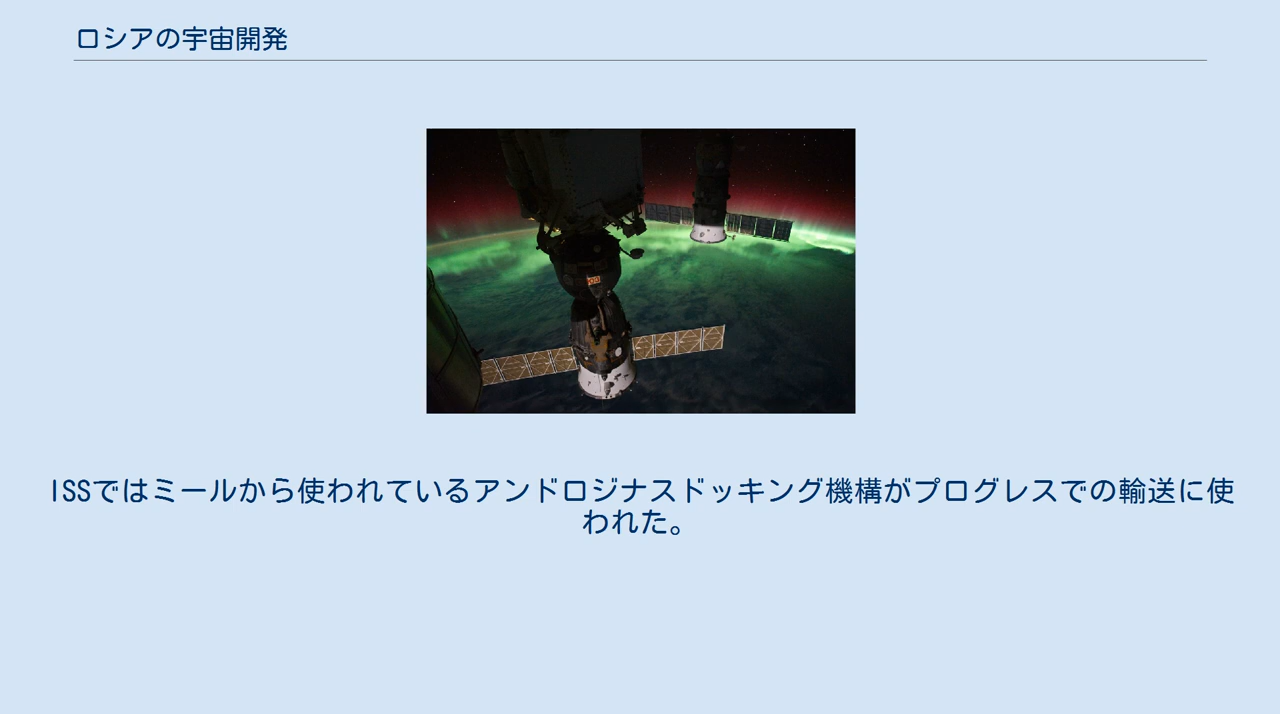 ロシアの宇宙開発
ISSではミールから使われているアンドロジナスドッキング機構がプログレスでの輸送に使
われた。